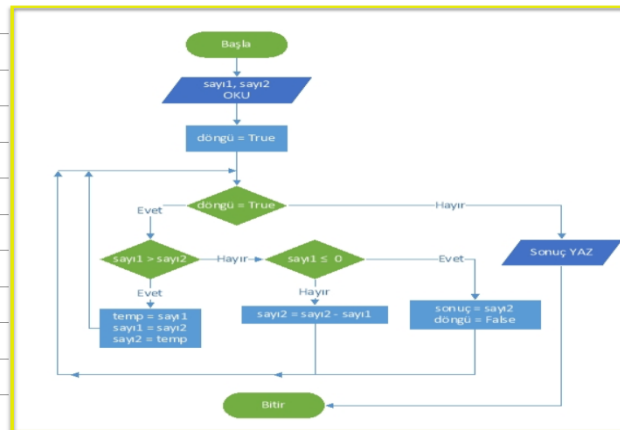 Başla
sayı1, sayı2
OKU
döngü = True
döngü = True
Evet
Hayır
sayı1 > sayı2
Hayır
sayı1 ≤ 0
Evet
Sonuç YAZ
Evet
Hayır
temp = sayı1
sayı1 = sayı2
sayı2 = temp
sayı2 = sayı2 - sayı1
sonuç = sayı2
döngü = False
Bitir